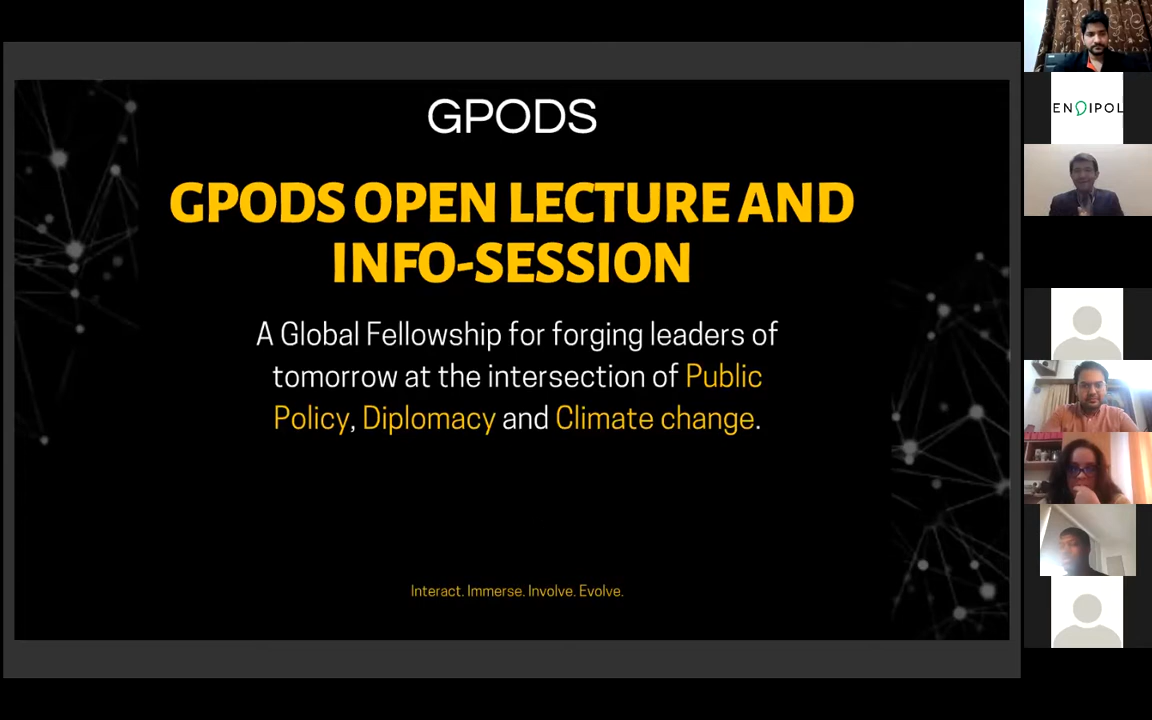 GPODS
GPODS OPEN LECTURE AND
INFO-SESSION
A Global Fellowship for forging leaders of
tomorrow at the intersection of Public
Policy, Diplomacy and Climate change.
Interact. Immerse. Involve. Evolve.
ENDIPOL